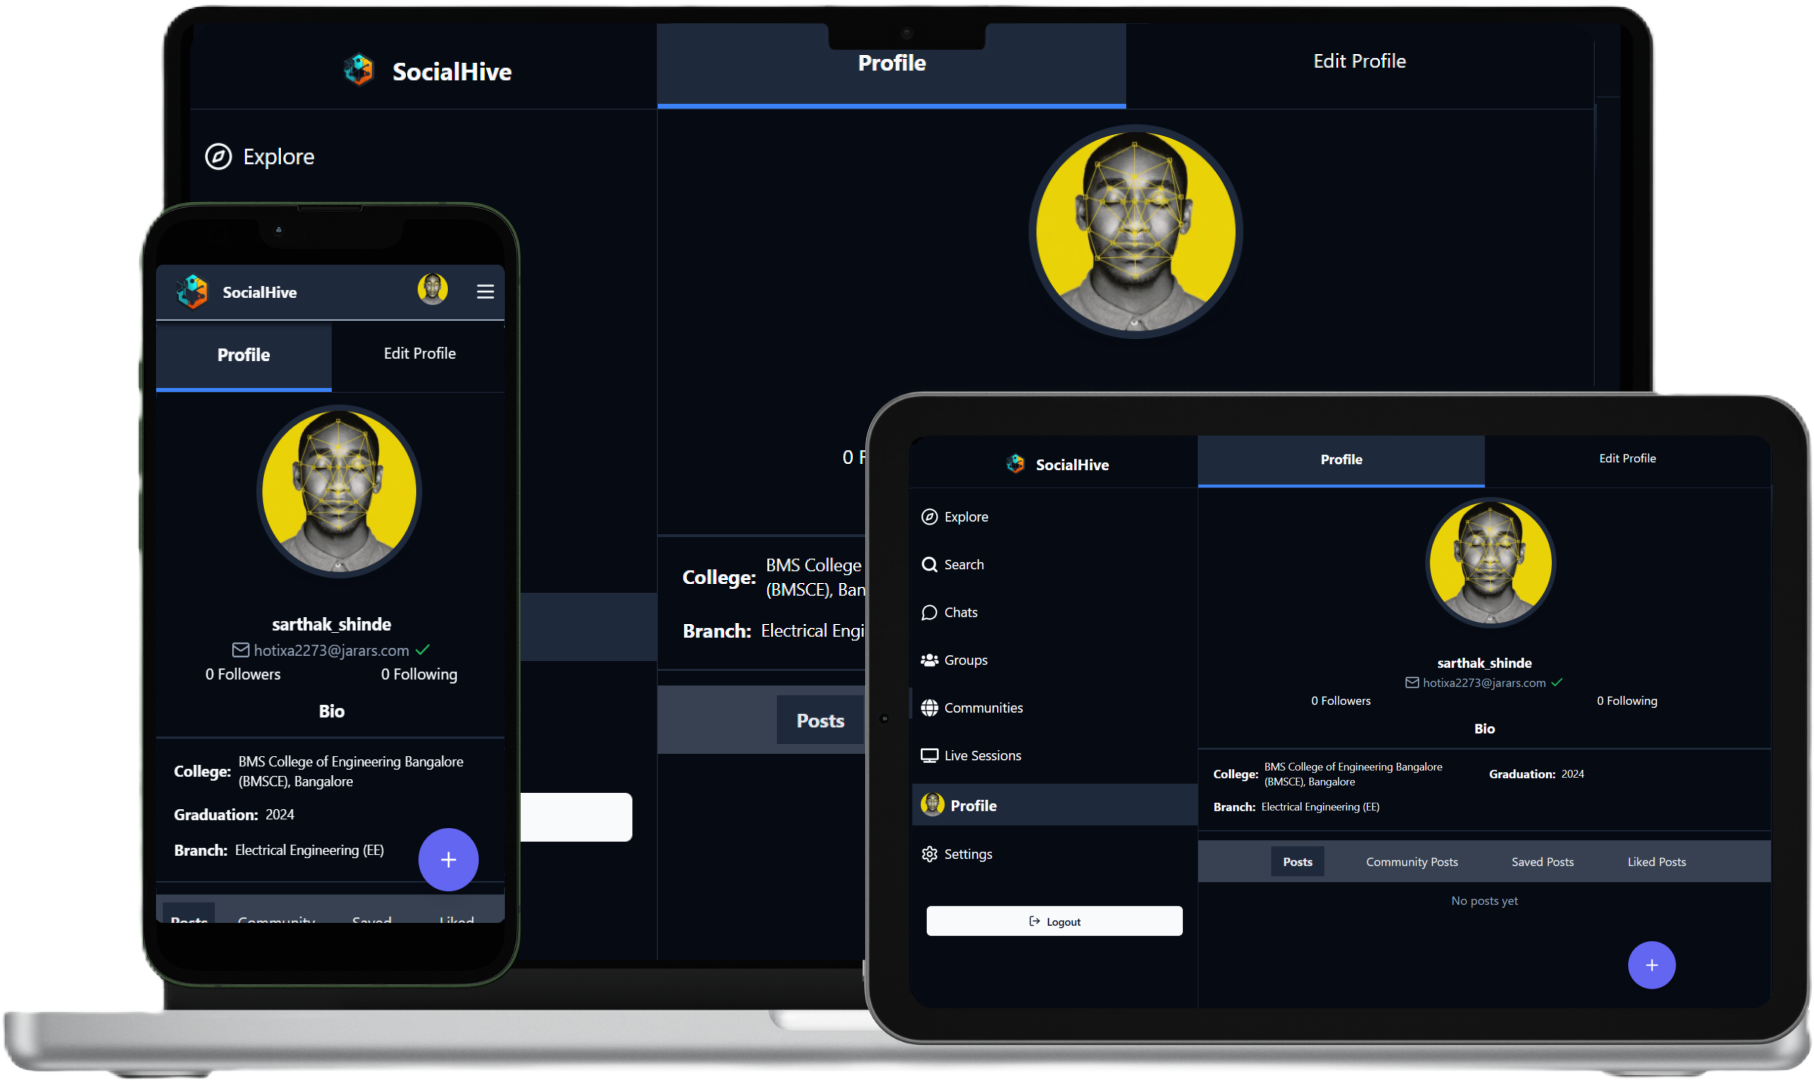 SocialHive
Profile
Edit Profile
Explore
0 F
College:
BMS College
(BMSCE), Ban
Branch:
Electrical Engi
Posts
SocialHive
Profile
Edit Profile
sarthak_shinde
hotixa2273@jarars.com
0 Followers
0 Following
Bio
College:
BMS College of Engineering Bangalore
(BMSCE), Bangalore
Graduation: 2024
Branch: Electrical Engineering (EE)
+
Posts
Community
Saved
Liked
SocialHive
Profile
Edit Profile
Explore
Search
Chats
Groups
Communities
Live Sessions
Profile
Settings
Logout
sarthak_shinde
hotixa2273@jarars.com
0 Followers
0 Following
Bio
College:
BMS College of Engineering Bangalore
(BMSCE), Bangalore
Graduation: 2024
Branch: Electrical Engineering (EE)
Posts
Community Posts
Saved Posts
Liked Posts
No posts yet
+